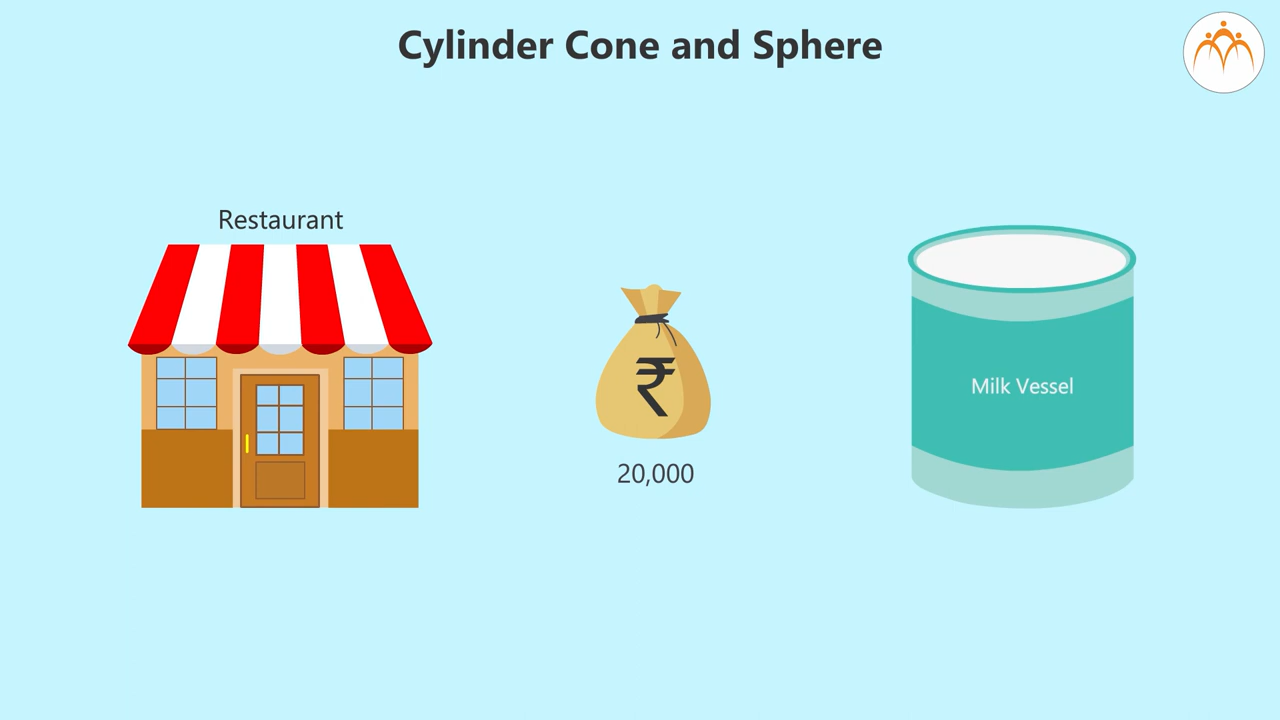 Cylinder Cone and Sphere
Restaurant
₹
20,000
Milk Vessel